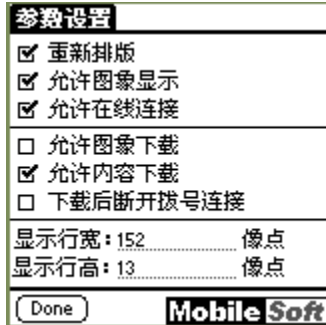 参数设置
重新排版
允许图象显示
允许在线连接
允许图象下载
允许内容下载
下载后断开拨号连接
显示行宽:152 像点
显示行高:13 像点
Done Mobile Soft